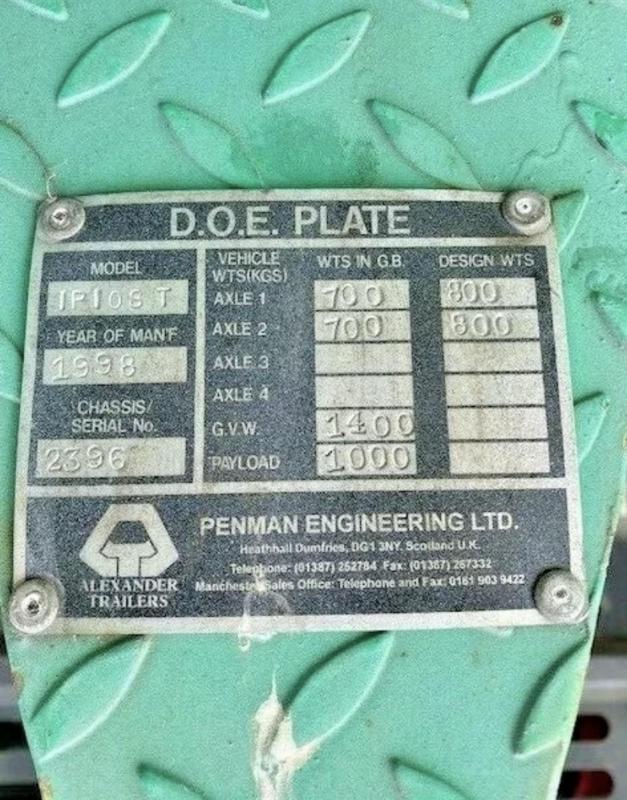 D.O.E. PLATE
MODEL
1P10S T
YEAR OF MAN'F
1998
CHASSIS/
SERIAL No.
2396
VEHICLE
WTS(KGS) WTS IN G.B. DESIGN WTS
AXLE 1 700 800
AXLE 2 700 800
AXLE 3
AXLE 4
G.V.W. 1400
PAYLOAD 1000
ALEXANDER
TRAILERS
PENMAN ENGINEERING LTD.
Heathhall Dumfries, DG1 3NY. Scotland U.K.
Telephone: (01387) 252784 Fax: (01387) 267332
Manchester Sales Office: Telephone and Fax: 0161 903 9422